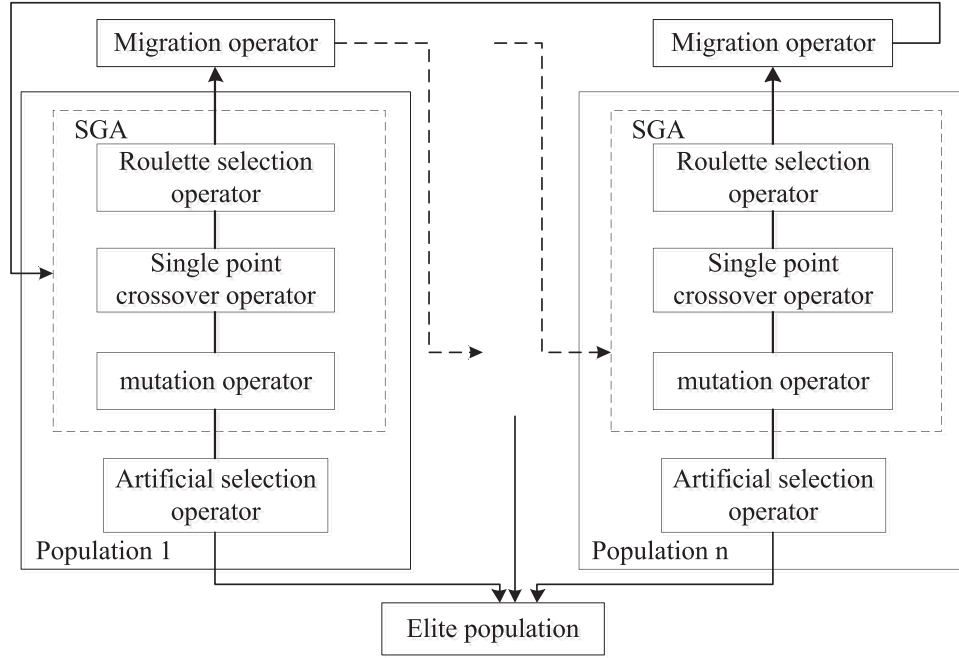 Migration operator
SGA
Roulette selection
operator
Single point
crossover operator
mutation operator
Artificial selection
operator
Population 1
Migration operator
SGA
Roulette selection
operator
Single point
crossover operator
mutation operator
Artificial selection
operator
Population n
Elite population